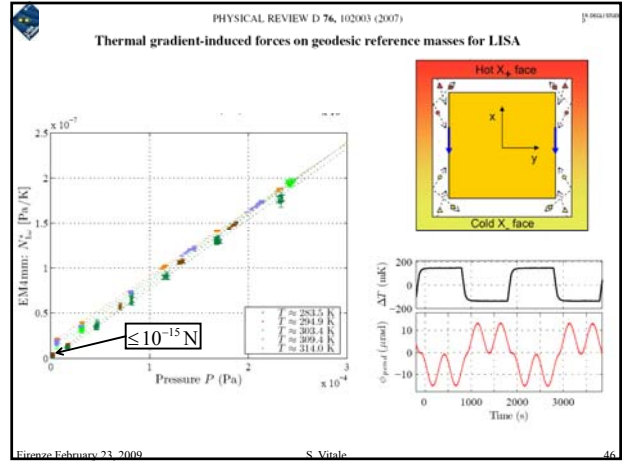 PHYSICAL REVIEW D 76, 102003 (2007)
Thermal gradient-induced forces on geodesic reference masses for LISA
Hot X+ face
x
y
Cold X- face
x 10⁻⁷
2.5
2
1.5
1
0.5
0
EM4mm: N [Pa/K]
T ≈ 283.5 K
T ≈ 294.9 K
T ≈ 303.4 K
T ≈ 309.4 K
T ≈ 314.0 K
≤10⁻¹⁵ N
0 1 2 3
Pressure P (Pa)
x 10⁻⁴
200
0
−200
ΔT (mK)
10
0
−10
ϕ pend (μrad)
0 1000 2000 3000
Time (s)
Firenze February 23, 2009
S. Vitale
46